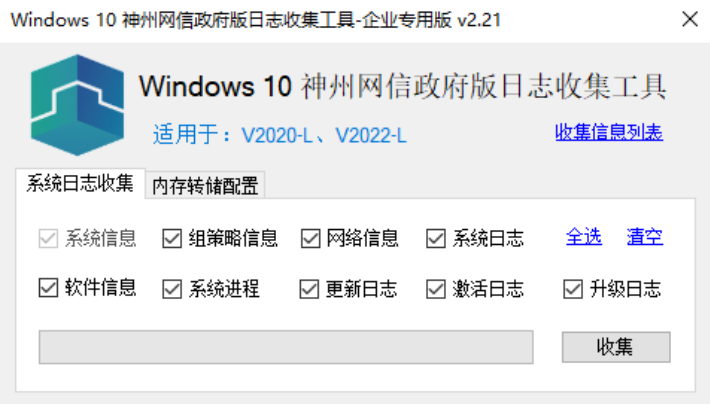 Windows 10 神州网信政府版日志收集工具-企业专用版 v2.21
Windows 10 神州网信政府版日志收集工具
适用于：V2020-L、V2022-L 收集信息列表
系统日志收集 内存转储配置
系统信息 组策略信息 网络信息 系统日志 全选 清空
软件信息 系统进程 更新日志 激活日志 升级日志
收集